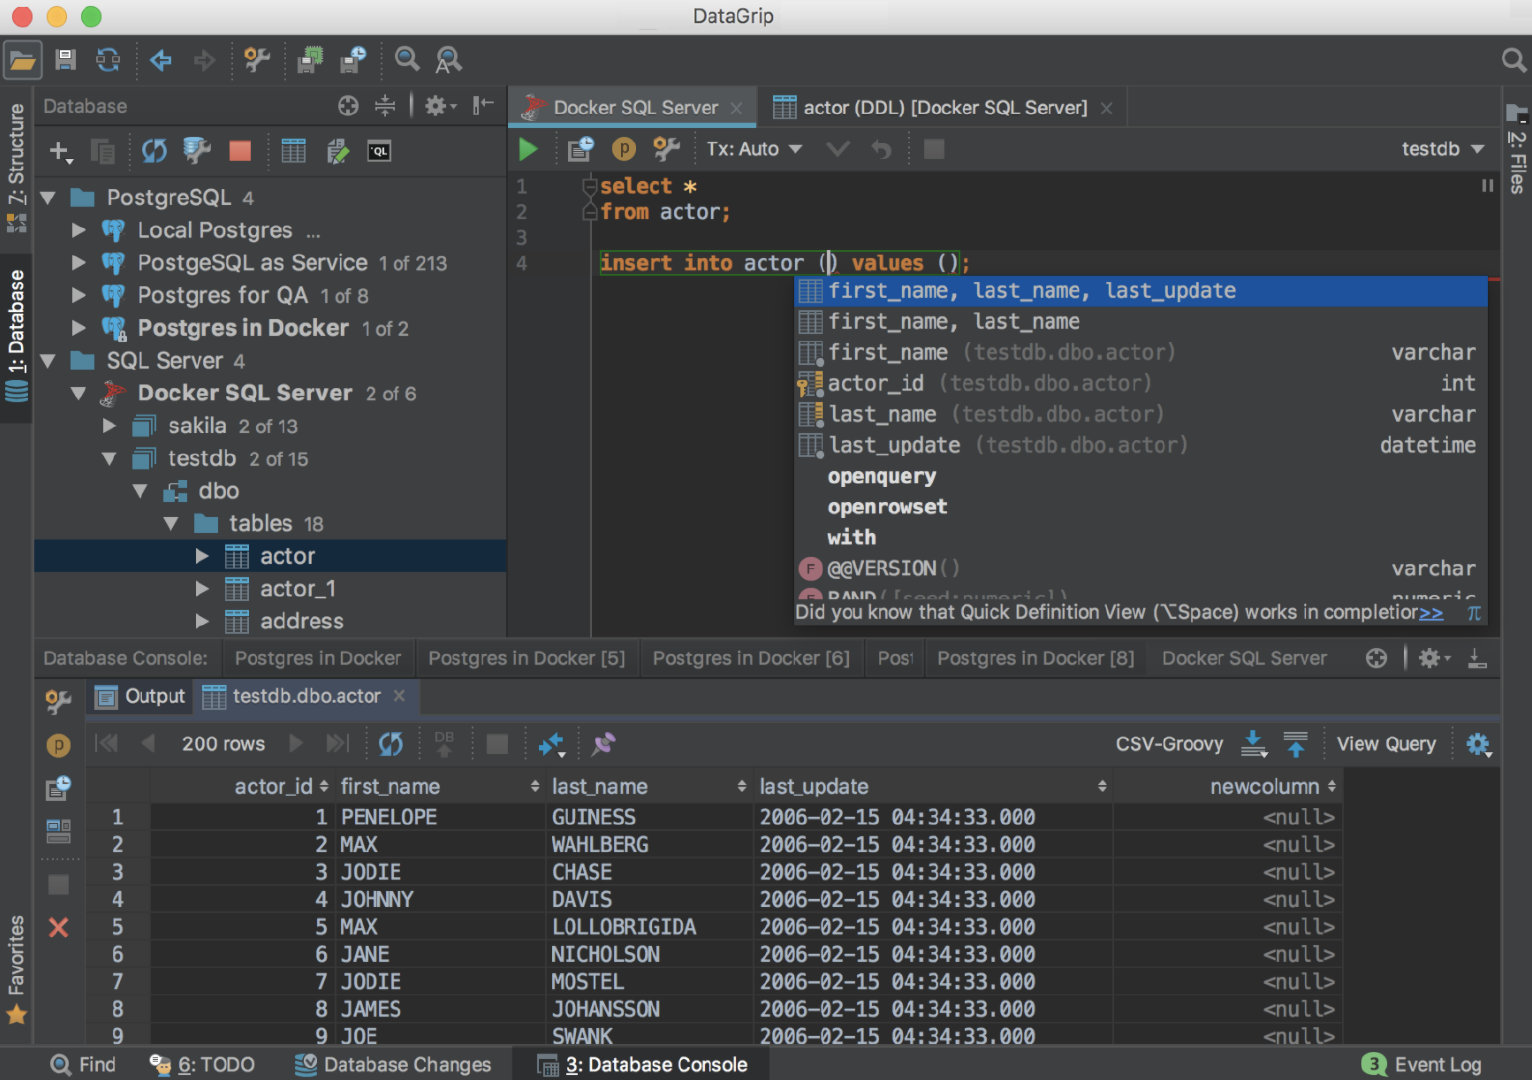 DataGrip
Database
Z: Structure
1: Database
Favorites
PostgreSQL 4
Local Postgres ...
PostgeSQL as Service 1 of 213
Postgres for QA 1 of 8
Postgres in Docker 1 of 2
SQL Server 4
Docker SQL Server 2 of 6
sakila 2 of 13
testdb 2 of 15
dbo
tables 18
actor
actor_1
address
Docker SQL Server
actor (DDL) [Docker SQL Server]
Tx: Auto
testdb
2: Files
1 select *
2 from actor;
3
4 insert into actor () values ();
first_name, last_name, last_update
first_name, last_name
first_name (testdb.dbo.actor) varchar
actor_id (testdb.dbo.actor) int
last_name (testdb.dbo.actor) varchar
last_update (testdb.dbo.actor) datetime
openquery
openrowset
with
F @@VERSION() varchar
RAND([seed:numeric]) numeric
Did you know that Quick Definition View (⌥Space) works in completior>> π
Database Console: Postgres in Docker Postgres in Docker [5] Postgres in Docker [6] Post Postgres in Docker [8] Docker SQL Server
Output testdb.dbo.actor
200 rows DB CSV-Groovy View Query
actor_id first_name last_name last_update newcolumn
1 1 PENELOPE GUINESS 2006-02-15 04:34:33.000 <null>
2 2 MAX WAHLBERG 2006-02-15 04:34:33.000 <null>
3 3 JODIE CHASE 2006-02-15 04:34:33.000 <null>
4 4 JOHNNY DAVIS 2006-02-15 04:34:33.000 <null>
5 5 MAX LOLLOBRIGIDA 2006-02-15 04:34:33.000 <null>
6 6 JANE NICHOLSON 2006-02-15 04:34:33.000 <null>
7 7 JODIE MOSTEL 2006-02-15 04:34:33.000 <null>
8 8 JAMES JOHANSSON 2006-02-15 04:34:33.000 <null>
9 9 JOE SWANK 2006-02-15 04:34:33.000 <null>
Find 6: TODO Database Changes 3: Database Console 3 Event Log